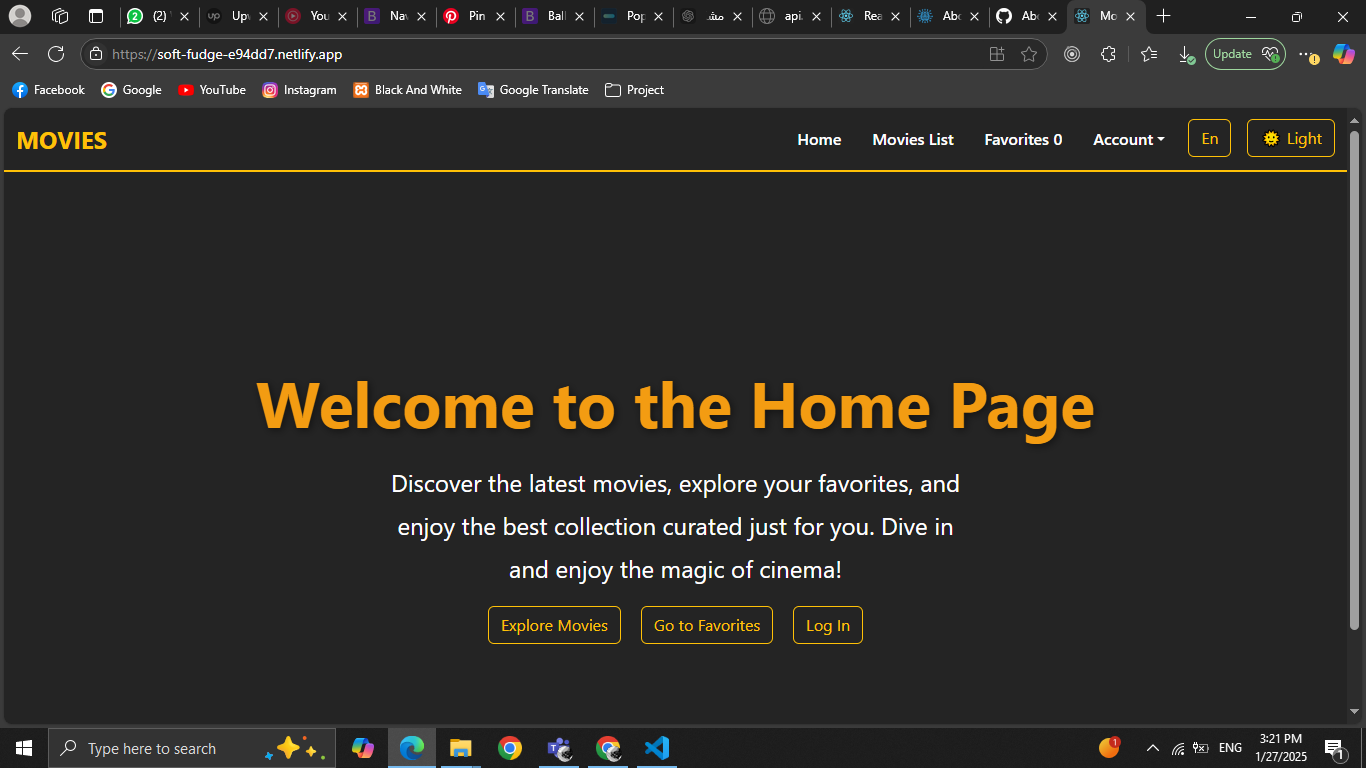 (2)
Upv
You
Nav
Pin
Ball
Pop
مشـ
api.
Rea
Abo
Abo
Mo
https://soft-fudge-e94dd7.netlify.app
Update
Facebook
Google
YouTube
Instagram
Black And White
Google Translate
Project
MOVIES
Home
Movies List
Favorites 0
Account
En
Light
Welcome to the Home Page
Discover the latest movies, explore your favorites, and
enjoy the best collection curated just for you. Dive in
and enjoy the magic of cinema!
Explore Movies
Go to Favorites
Log In
Type here to search
1
ENG
3:21 PM
1/27/2025
1